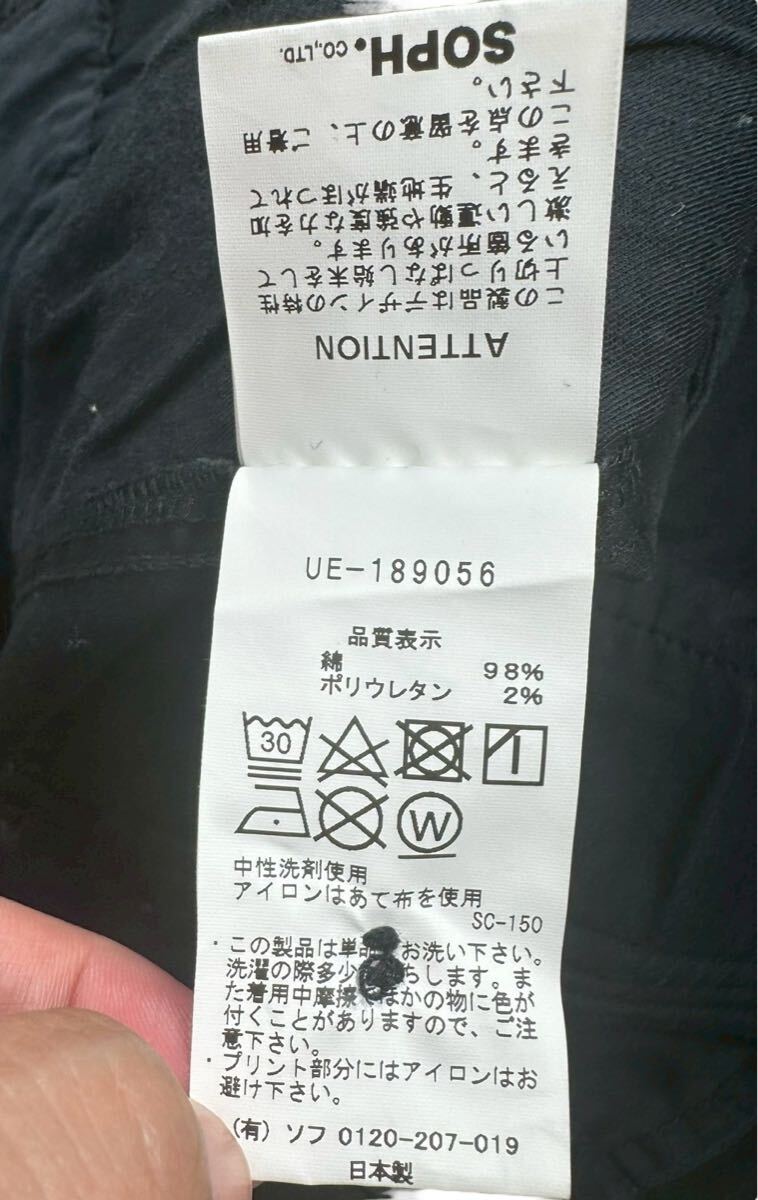 SOPH. CO.,LTD.
ATTENTION
この製品はデザインの特性
上切りっぱなし始末をして
いる箇所があります。
激しい運動や強度な力を加
えると、生地端がほつれて
きます。
この点を留意の上、ご着用
下さい。
UE-189056
品質表示
綿 98%
ポリウレタン 2%
30
W
中性洗剤使用
アイロンはあて布を使用
SC-150
・この製品は単品 お洗い下さい。
洗濯の際多少 ちします。ま
た着用中摩擦 ほかの物に色が
付くことがありますので、ご注
意下さい。
・プリント部分にはアイロンはお
避け下さい。
(有) ソフ 0120-207-019
日本製